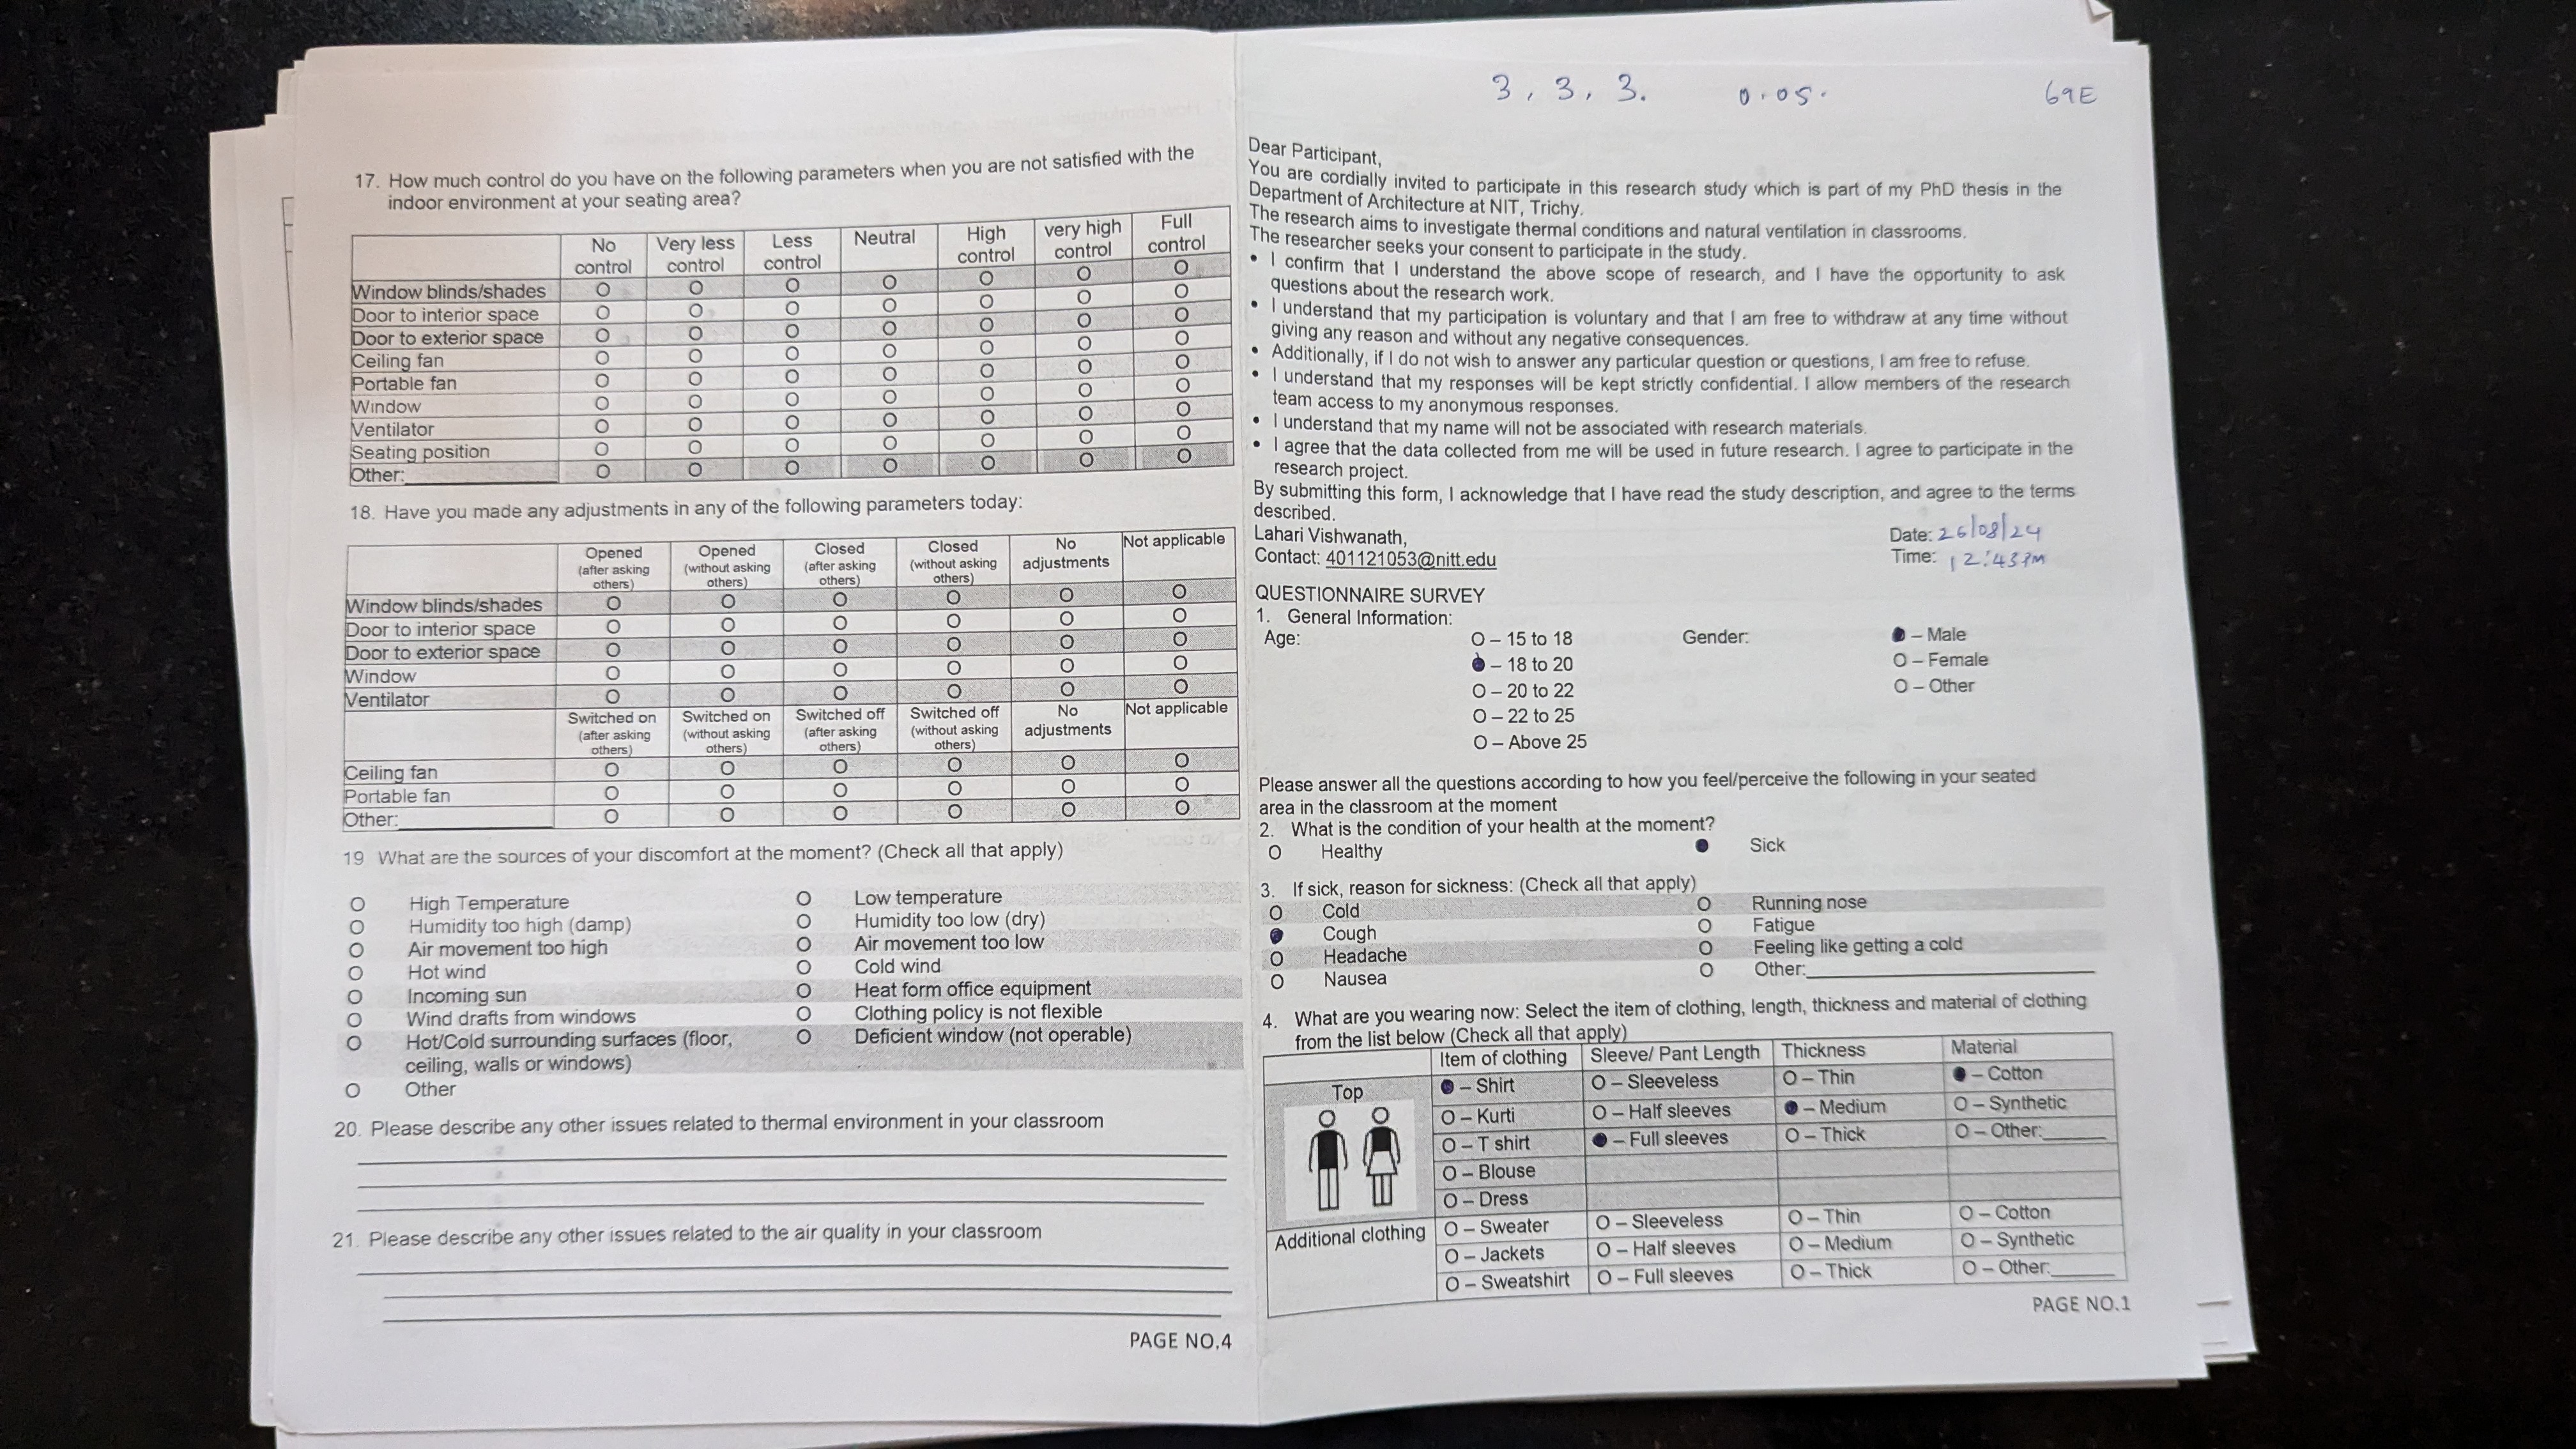 17. How much control do you have on the following parameters when you are not satisfied with the
indoor environment at your seating area?
No control Very less control Less control Neutral High control very high control Full control
Window blinds/shades O O O O O O O
Door to interior space O O O O O O O
Door to exterior space O O O O O O O
Ceiling fan O O O O O O O
Portable fan O O O O O O O
Window O O O O O O O
Ventilator O O O O O O O
Seating position O O O O O O O
Other: O O O O O O O
18. Have you made any adjustments in any of the following parameters today:
Opened (after asking others) Opened (without asking others) Closed (after asking others) Closed (without asking others) No adjustments Not applicable
Window blinds/shades O O O O O O
Door to interior space O O O O O O
Door to exterior space O O O O O O
Window O O O O O O
Ventilator O O O O O O
Switched on (after asking others) Switched on (without asking others) Switched off (after asking others) Switched off (without asking others) No adjustments Not applicable
Ceiling fan O O O O O O
Portable fan O O O O O O
Other: O O O O O O
19 What are the sources of your discomfort at the moment? (Check all that apply)
O High Temperature O Low temperature
O Humidity too high (damp) O Humidity too low (dry)
O Air movement too high O Air movement too low
O Hot wind O Cold wind
O Incoming sun O Heat form office equipment
O Wind drafts from windows O Clothing policy is not flexible
O Hot/Cold surrounding surfaces (floor, O Deficient window (not operable)
ceiling, walls or windows)
O Other
20. Please describe any other issues related to thermal environment in your classroom
21. Please describe any other issues related to the air quality in your classroom
PAGE NO.4
3, 3, 3. 0.05. 69E
Dear Participant,
You are cordially invited to participate in this research study which is part of my PhD thesis in the
Department of Architecture at NIT, Trichy.
The research aims to investigate thermal conditions and natural ventilation in classrooms.
The researcher seeks your consent to participate in the study.
• I confirm that I understand the above scope of research, and I have the opportunity to ask
questions about the research work.
• I understand that my participation is voluntary and that I am free to withdraw at any time without
giving any reason and without any negative consequences.
• Additionally, if I do not wish to answer any particular question or questions, I am free to refuse.
• I understand that my responses will be kept strictly confidential. I allow members of the research
team access to my anonymous responses.
• I understand that my name will not be associated with research materials.
• I agree that the data collected from me will be used in future research. I agree to participate in the
research project.
By submitting this form, I acknowledge that I have read the study description, and agree to the terms
described.
Lahari Vishwanath, Date: 26/08/24
Contact: 401121053@nitt.edu Time: 12:43PM
QUESTIONNAIRE SURVEY
1. General Information:
Age: O – 15 to 18 Gender: ● – Male
● – 18 to 20 O – Female
O – 20 to 22 O – Other
O – 22 to 25
O – Above 25
Please answer all the questions according to how you feel/perceive the following in your seated
area in the classroom at the moment
2. What is the condition of your health at the moment?
O Healthy ● Sick
3. If sick, reason for sickness: (Check all that apply)
O Cold O Running nose
● Cough O Fatigue
O Headache O Feeling like getting a cold
O Nausea O Other:
4. What are you wearing now: Select the item of clothing, length, thickness and material of clothing
from the list below (Check all that apply)
Item of clothing Sleeve/ Pant Length Thickness Material
Top ● – Shirt O – Sleeveless O – Thin ● – Cotton
O – Kurti O – Half sleeves ● – Medium O – Synthetic
O – T shirt ● – Full sleeves O – Thick O – Other:
O – Blouse
O – Dress
Additional clothing O – Sweater O – Sleeveless O – Thin O – Cotton
O – Jackets O – Half sleeves O – Medium O – Synthetic
O – Sweatshirt O – Full sleeves O – Thick O – Other:
PAGE NO.1